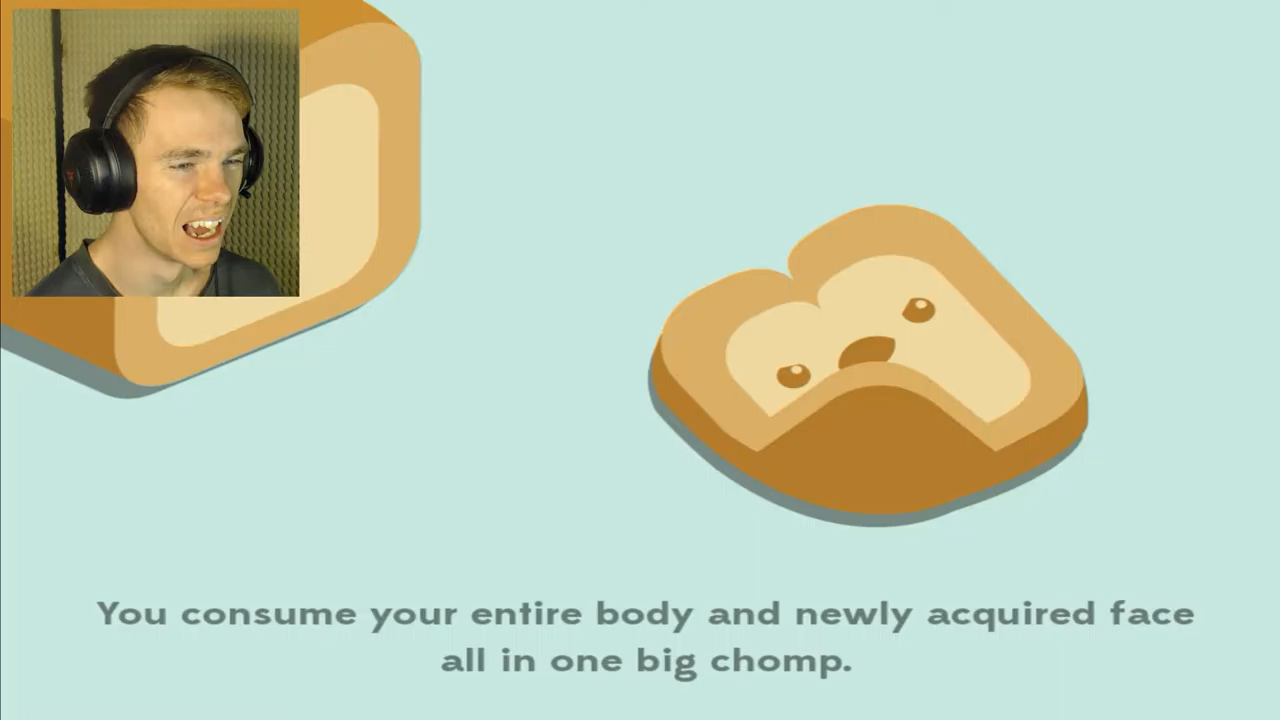 You consume your entire body and newly acquired face
all in one big chomp.